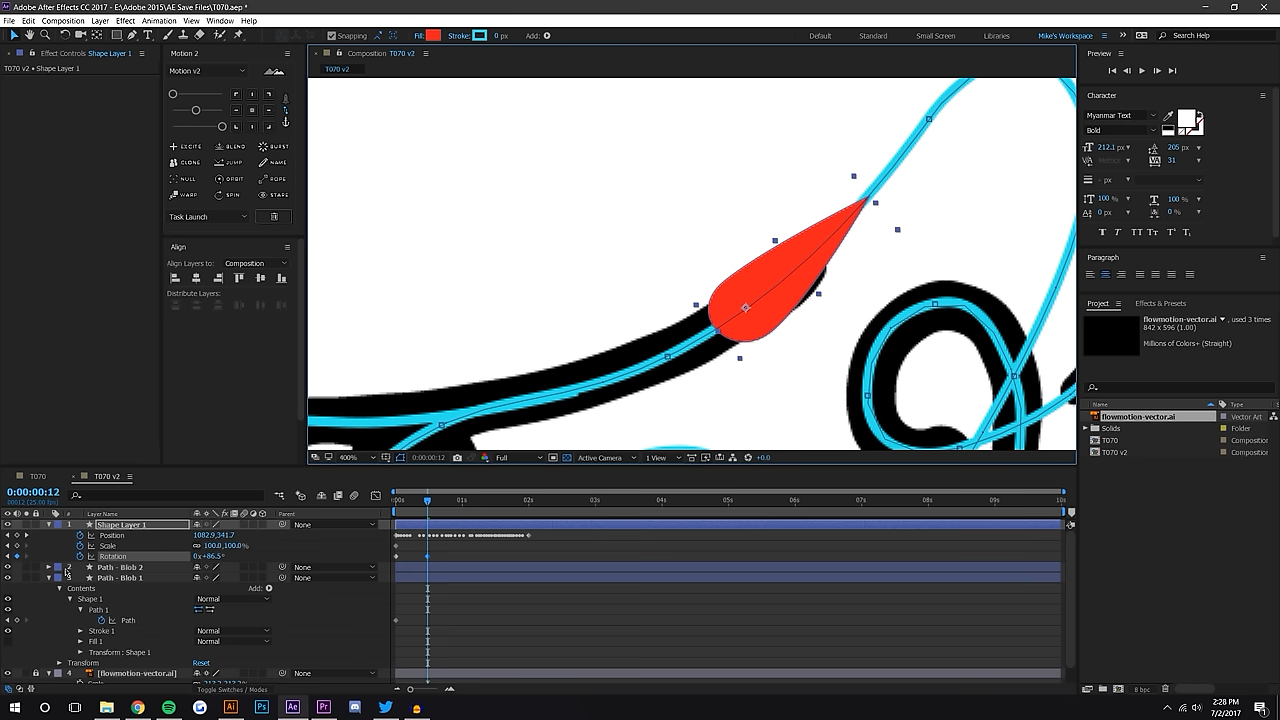 Adobe After Effects CC 2017 - E:\Adobe 2015\AE Save Files\T070.aep *
File Edit Composition Layer Effect Animation View Window Help
Snapping Fill: Stroke: 0 px Add: Default Standard Small Screen Libraries Mike's Workspace Search Help
Effect Controls Shape Layer 1
T070 v2 • Shape Layer 1
Motion 2
Motion v2
EXCITE BLEND BURST
CLONE JUMP NAME
NULL ORBIT ROPE
WARP SPIN STARE
Task Launch
Align
Align Layers to: Composition
Distribute Layers:
Composition T070 v2
T070 v2
400% 0:00:00:12 Full Active Camera 1 View +0.0
Preview
Character
Myanmar Text
Bold
212.1 px 205 px
Metrics 31
- px
100% 100%
0 px 0 %
Paragraph
Project Effects & Presets
flowmotion-vector.ai , used 3 times
842 x 596 (1.00)
Millions of Colors+ (Straight)
Name Type
flowmotion-vector.ai Vector Art
Solids Folder
T070 Composition
T070 v2 Composition
8 bpc
T070 T070 v2
0:00:00:12
00012 (25.00 fps)
# Layer Name Parent
:00s 01s 02s 03s 04s 05s 06s 07s 08s 09s 10s
1 Shape Layer 1 None
Position 1082.9,341.7
Scale 100.0,100.0%
Rotation 0x+86.5°
2 Path - Blob 2 None
Path - Blob 1 None
Contents Add:
Shape 1 Normal
Path 1
Path
Stroke 1 Normal
Fill 1 Normal
Transform: Shape 1
Transform Reset
4 [flowmotion-vector.ai] None
Toggle Switches / Modes
2:28 PM
7/2/2017